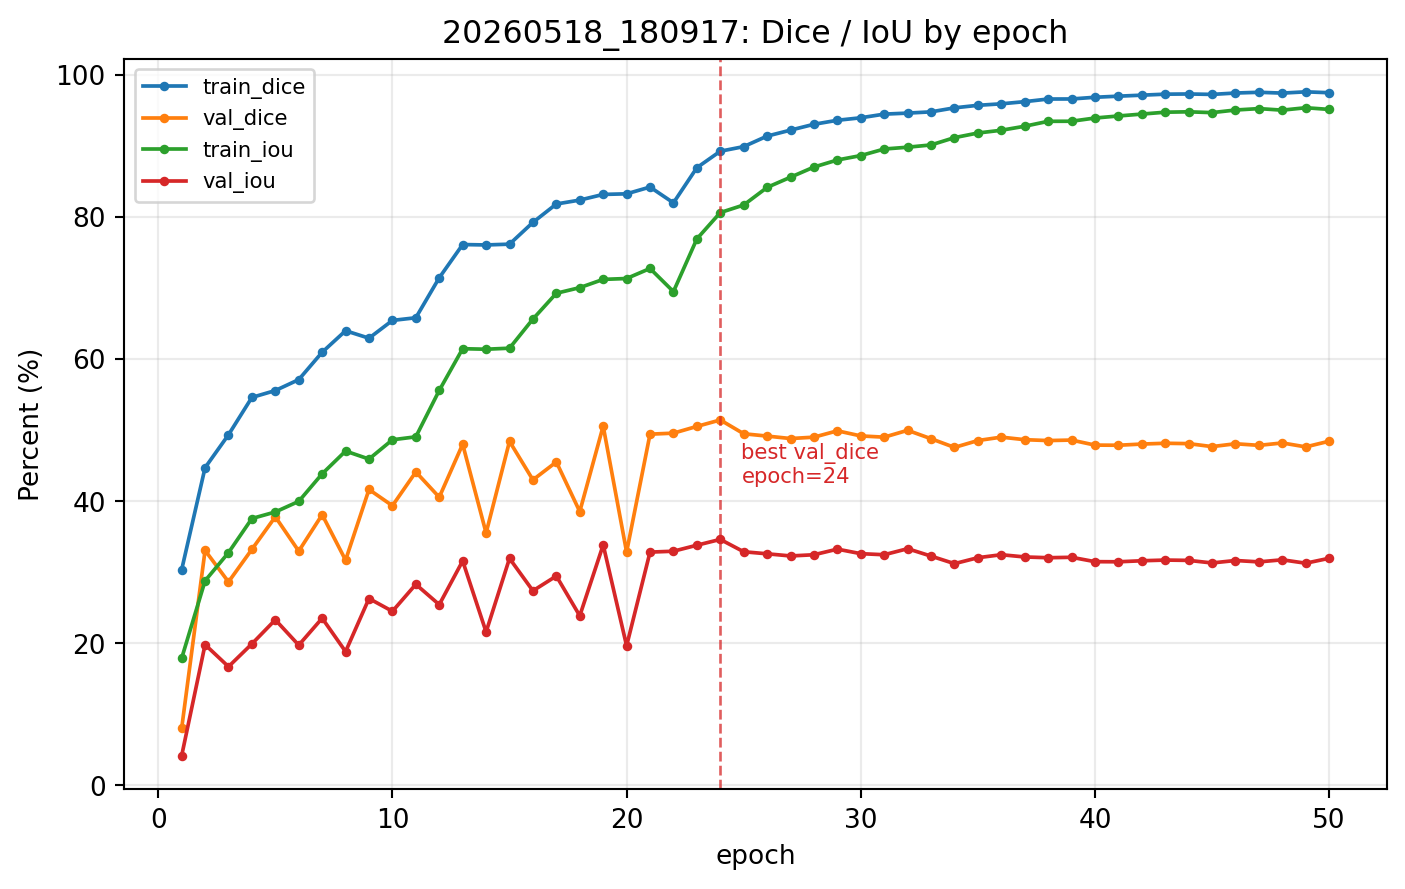 20260518_180917: Dice / IoU by epoch
train_dice
val_dice
train_iou
val_iou
Percent (%)
100
80
60
40
20
0
best val_dice
epoch=24
0 10 20 30 40 50
epoch